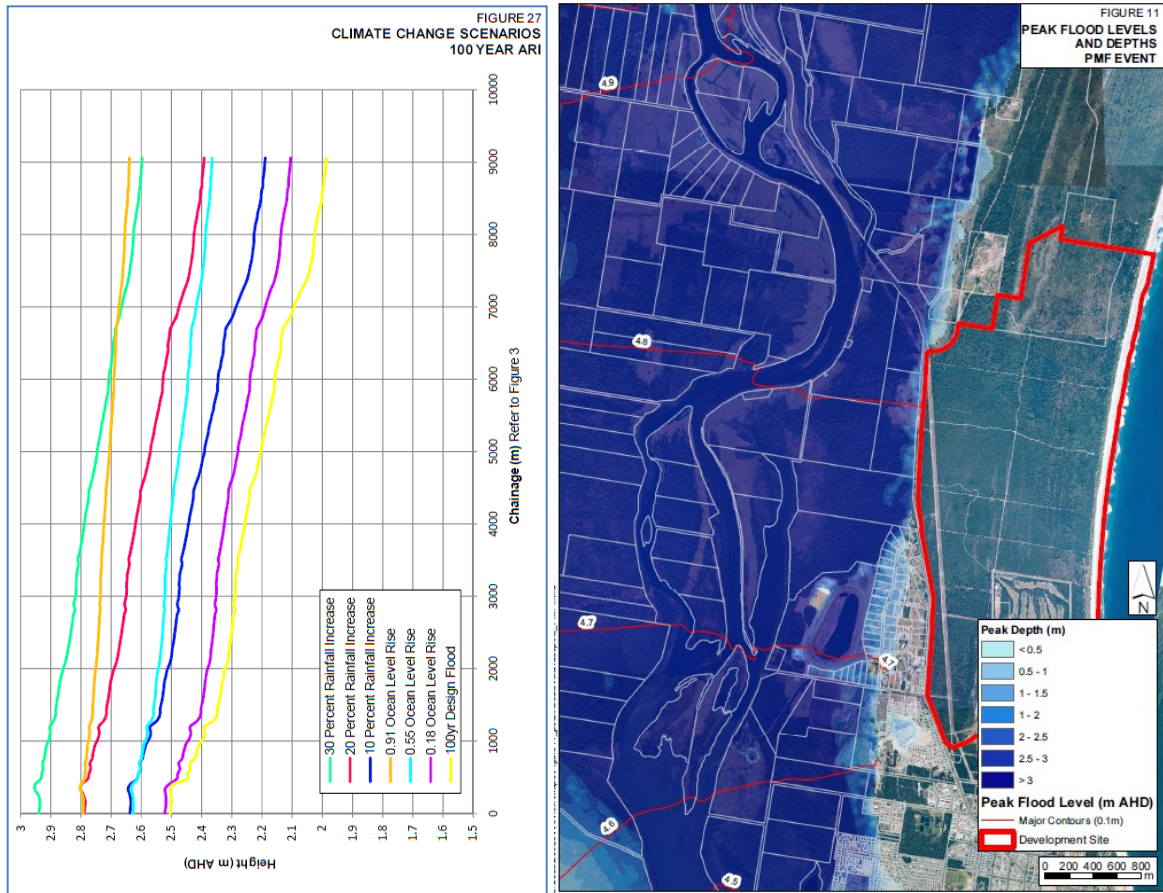 FIGURE 27
CLIMATE CHANGE SCENARIOS
100 YEAR ARI
3
2.9
2.8
2.7
2.6
2.5
2.4
2.3
2.2
2.1
2
1.9
1.8
1.7
1.6
1.5
Height (m AHD)
0
1000
2000
3000
4000
5000
6000
7000
8000
9000
10000
Chainage (m) Refer to Figure 3
30 Percent Rainfall Increase
20 Percent Rainfall Increase
10 Percent Rainfall Increase
0.91 Ocean Level Rise
0.55 Ocean Level Rise
0.18 Ocean Level Rise
100yr Design Flood
FIGURE 11
PEAK FLOOD LEVELS
AND DEPTHS
PMF EVENT
4.9
4.8
4.7
4.7
4.6
4.5
N
Peak Depth (m)
<0.5
0.5 - 1
1 - 1.5
1 - 2
2 - 2.5
2.5 - 3
> 3
Peak Flood Level (m AHD)
Major Contours (0.1m)
Development Site
0 200 400 600 800
m